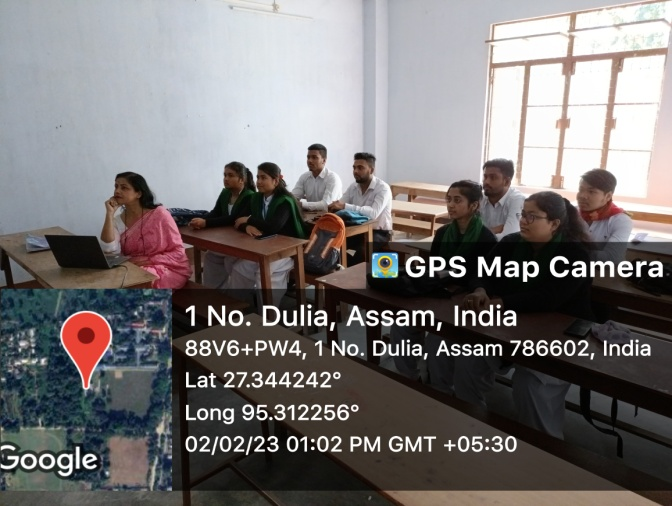 GPS Map Camera
1 No. Dulia, Assam, India
88V6+PW4, 1 No. Dulia, Assam 786602, India
Lat 27.344242°
Long 95.312256°
02/02/23 01:02 PM GMT +05:30
Google